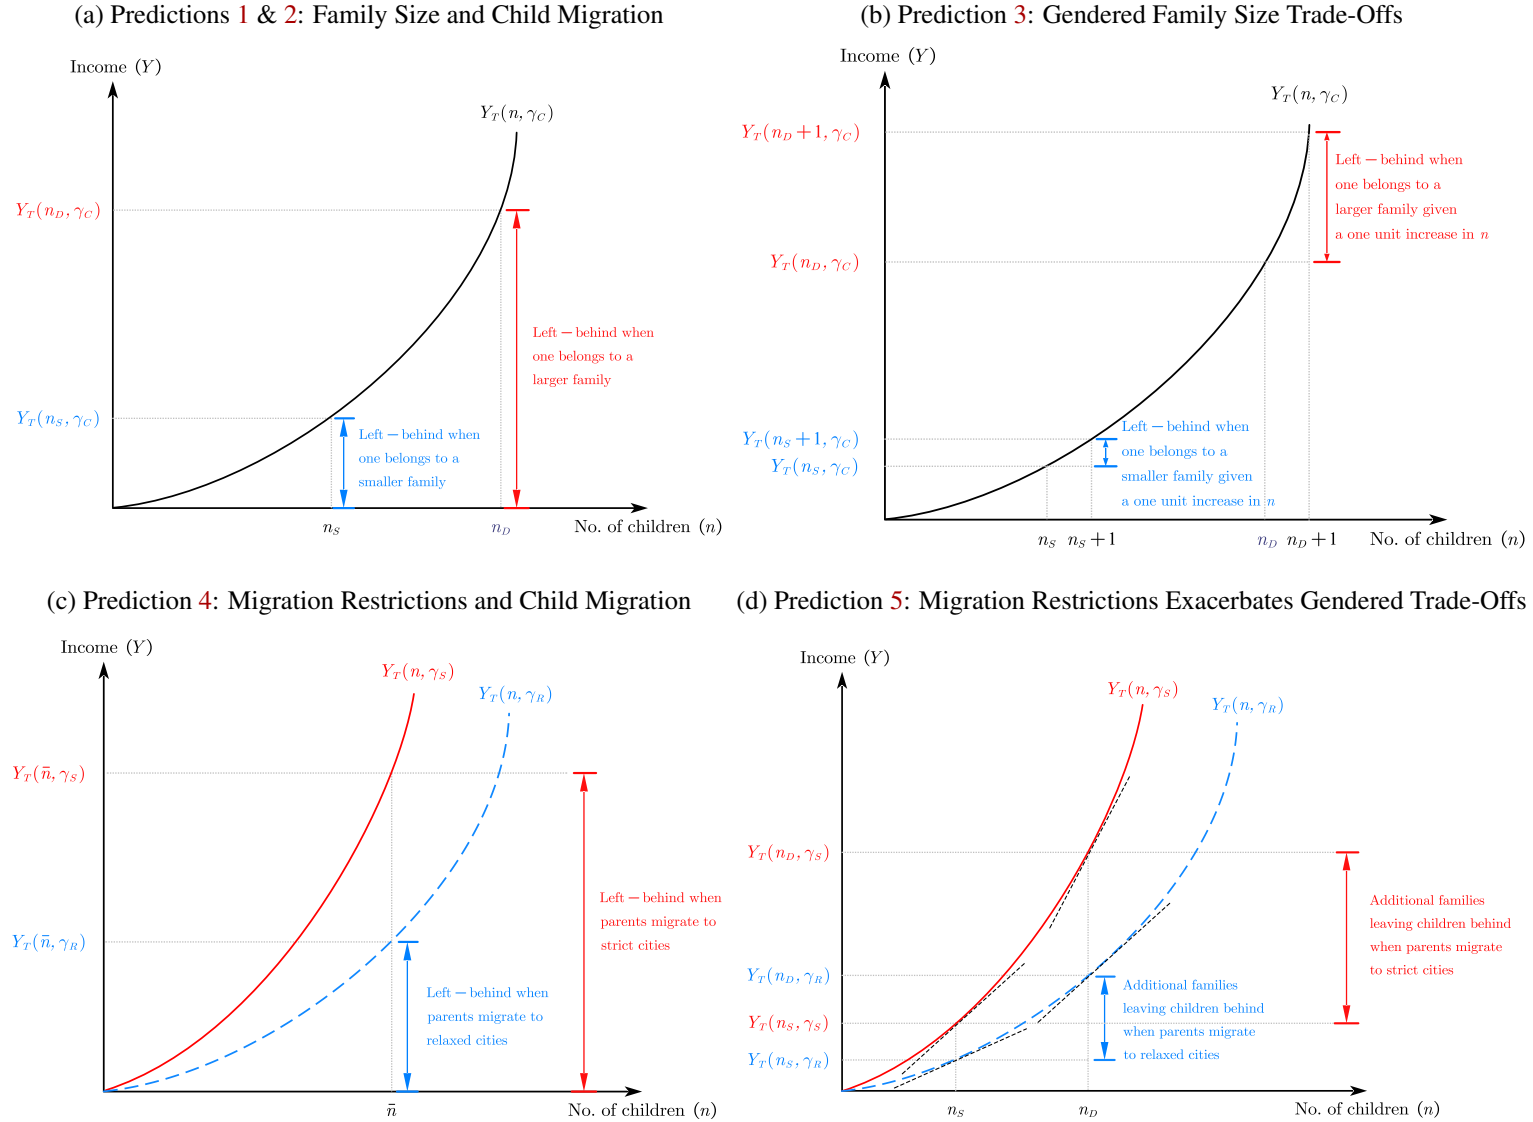 (a) Predictions 1 & 2: Family Size and Child Migration
Income (Y)
Y_T(n, γ_C)
Y_T(n_D, γ_C)
Left − behind when
one belongs to a
larger family
Y_T(n_S, γ_C)
Left − behind when
one belongs to a
smaller family
n_S
n_D
No. of children (n)
(b) Prediction 3: Gendered Family Size Trade-Offs
Income (Y)
Y_T(n, γ_C)
Y_T(n_D + 1, γ_C)
Left − behind when
one belongs to a
larger family given
a one unit increase in n
Y_T(n_D, γ_C)
Y_T(n_S + 1, γ_C)
Y_T(n_S, γ_C)
Left − behind when
one belongs to a
smaller family given
a one unit increase in n
n_S
n_S + 1
n_D
n_D + 1
No. of children (n)
(c) Prediction 4: Migration Restrictions and Child Migration
Income (Y)
Y_T(n, γ_S)
Y_T(n, γ_R)
Y_T(n̄, γ_S)
Left − behind when
parents migrate to
strict cities
Y_T(n̄, γ_R)
Left − behind when
parents migrate to
relaxed cities
n̄
No. of children (n)
(d) Prediction 5: Migration Restrictions Exacerbates Gendered Trade-Offs
Income (Y)
Y_T(n, γ_S)
Y_T(n, γ_R)
Y_T(n_D, γ_S)
Additional families
leaving children behind
when parents migrate
to strict cities
Y_T(n_D, γ_R)
Y_T(n_S, γ_S)
Y_T(n_S, γ_R)
Additional families
leaving children behind
when parents migrate
to relaxed cities
n_S
n_D
No. of children (n)